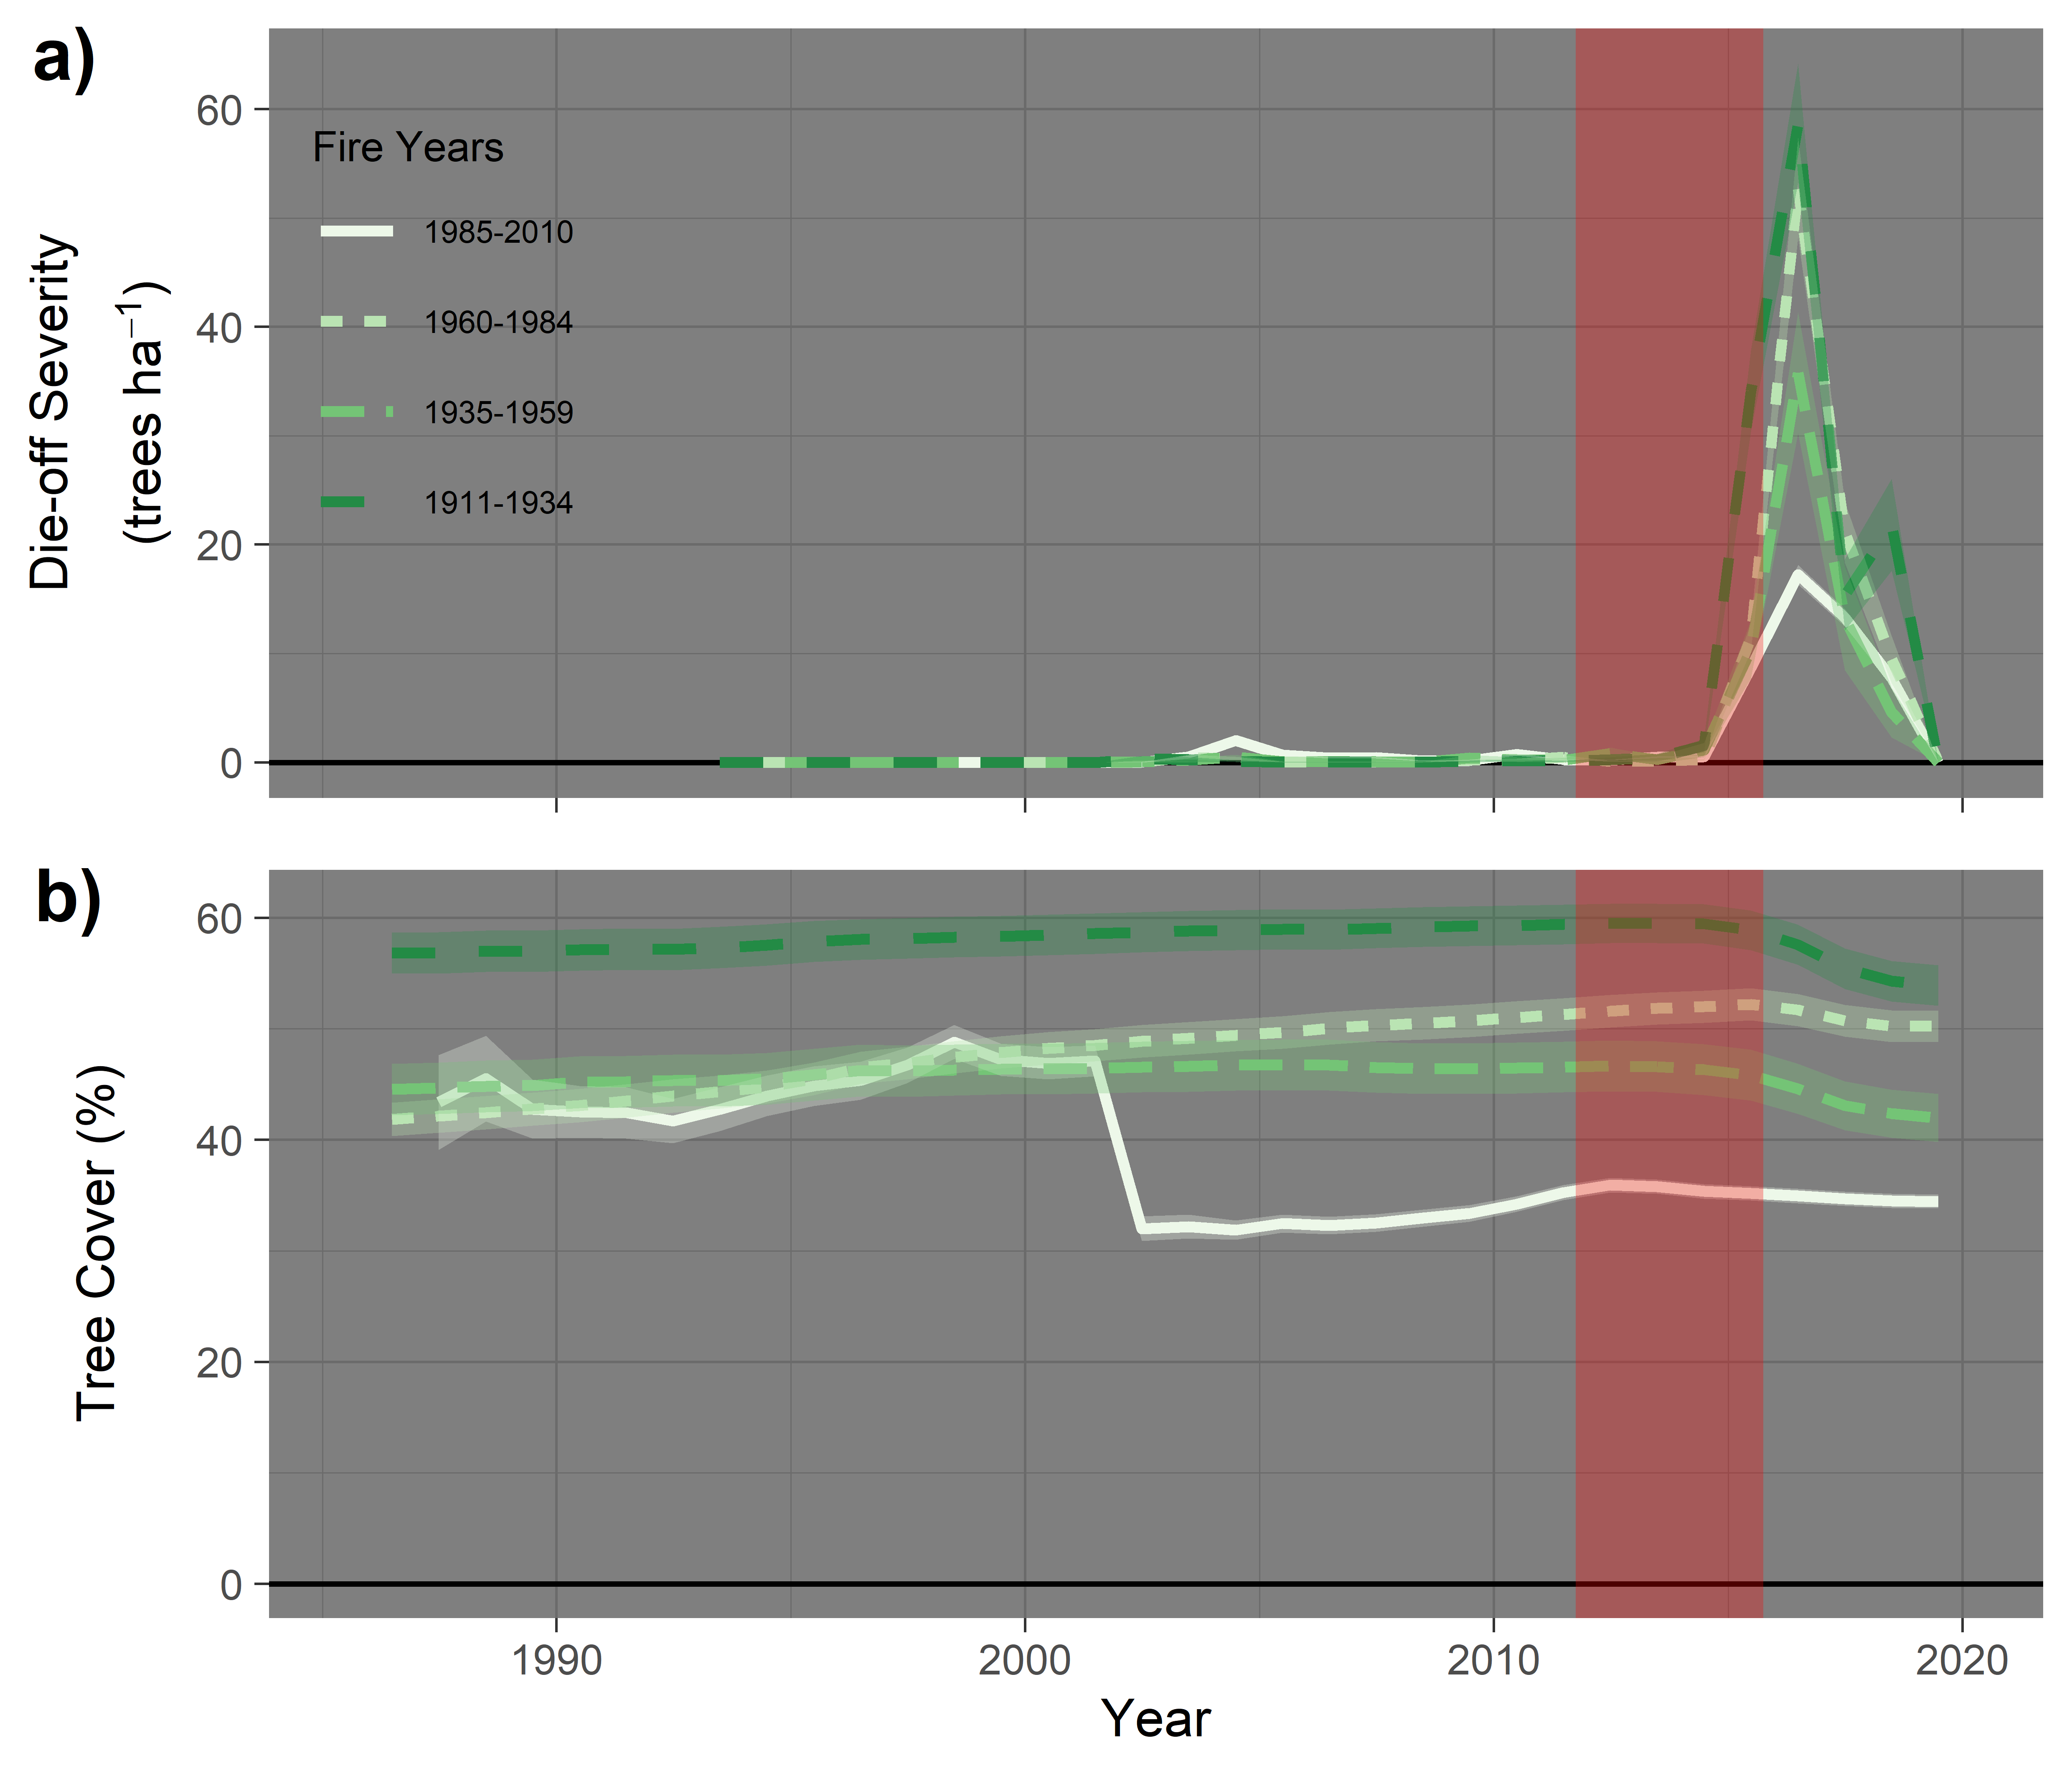 a)
Die-off Severity
(trees ha⁻¹)
60
40
20
0
Fire Years
1985-2010
1960-1984
1935-1959
1911-1934
b)
Tree Cover (%)
60
40
20
0
1990 2000 2010 2020
Year